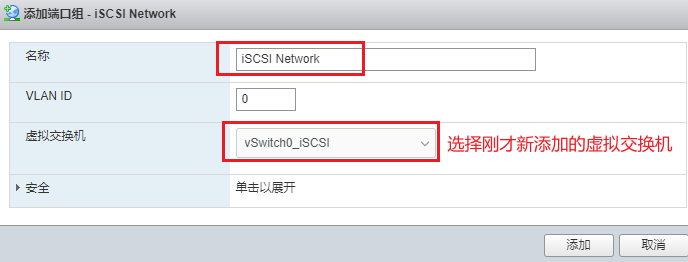 添加端口组 - iSCSI Network
名称
iSCSI Network
VLAN ID
0
虚拟交换机
vSwitch0_iSCSI
选择刚才新添加的虚拟交换机
安全
单击以展开
添加
取消